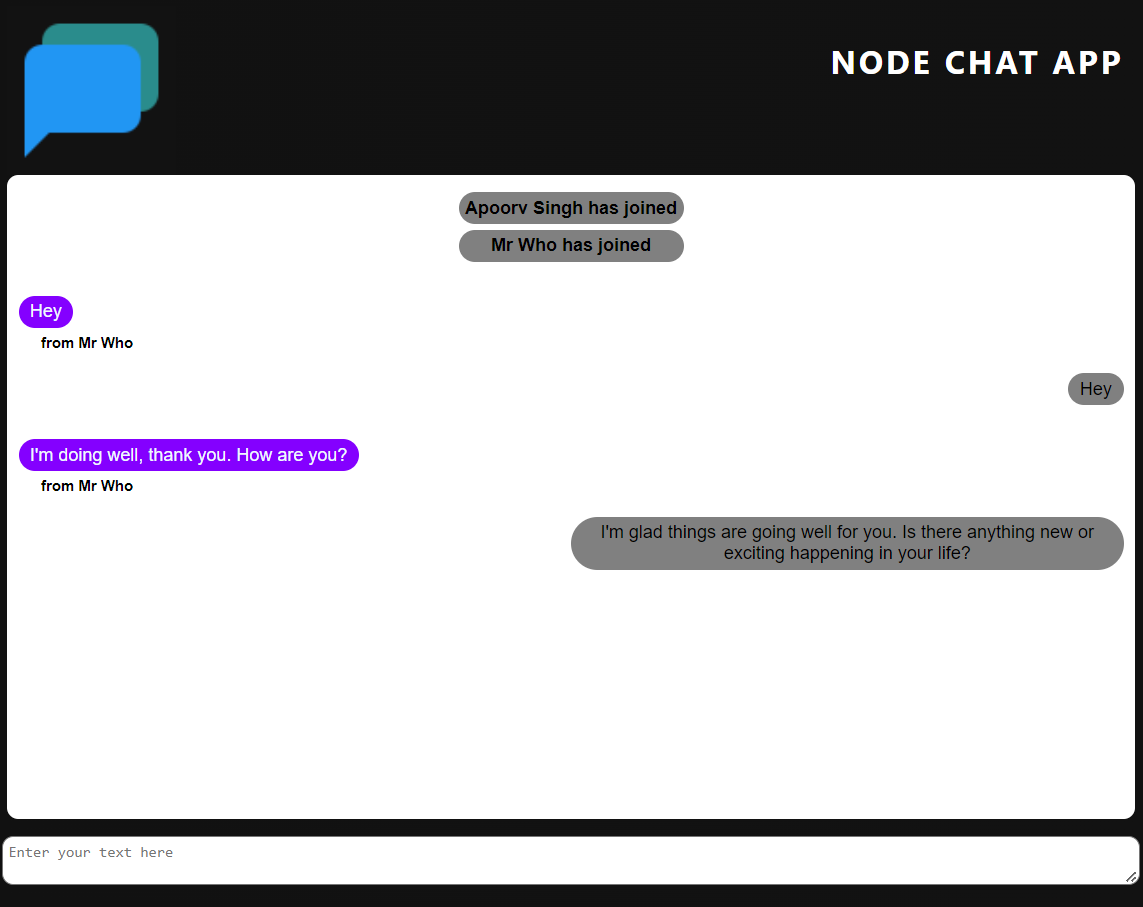 NODE CHAT APP
Apoorv Singh has joined
Mr Who has joined
Hey
from Mr Who
Hey
I'm doing well, thank you. How are you?
from Mr Who
I'm glad things are going well for you. Is there anything new or
exciting happening in your life?
Enter your text here